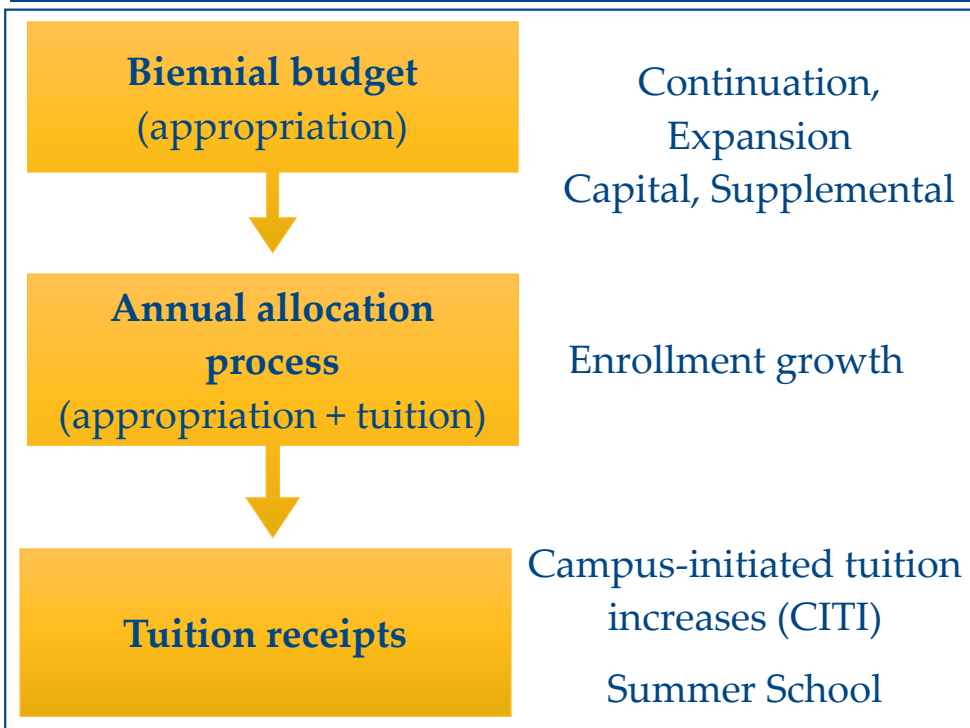 Biennial budget
(appropriation)
Continuation,
Expansion
Capital, Supplemental
Annual allocation
process
(appropriation + tuition)
Enrollment growth
Tuition receipts
Campus-initiated tuition
increases (CITI)
Summer School